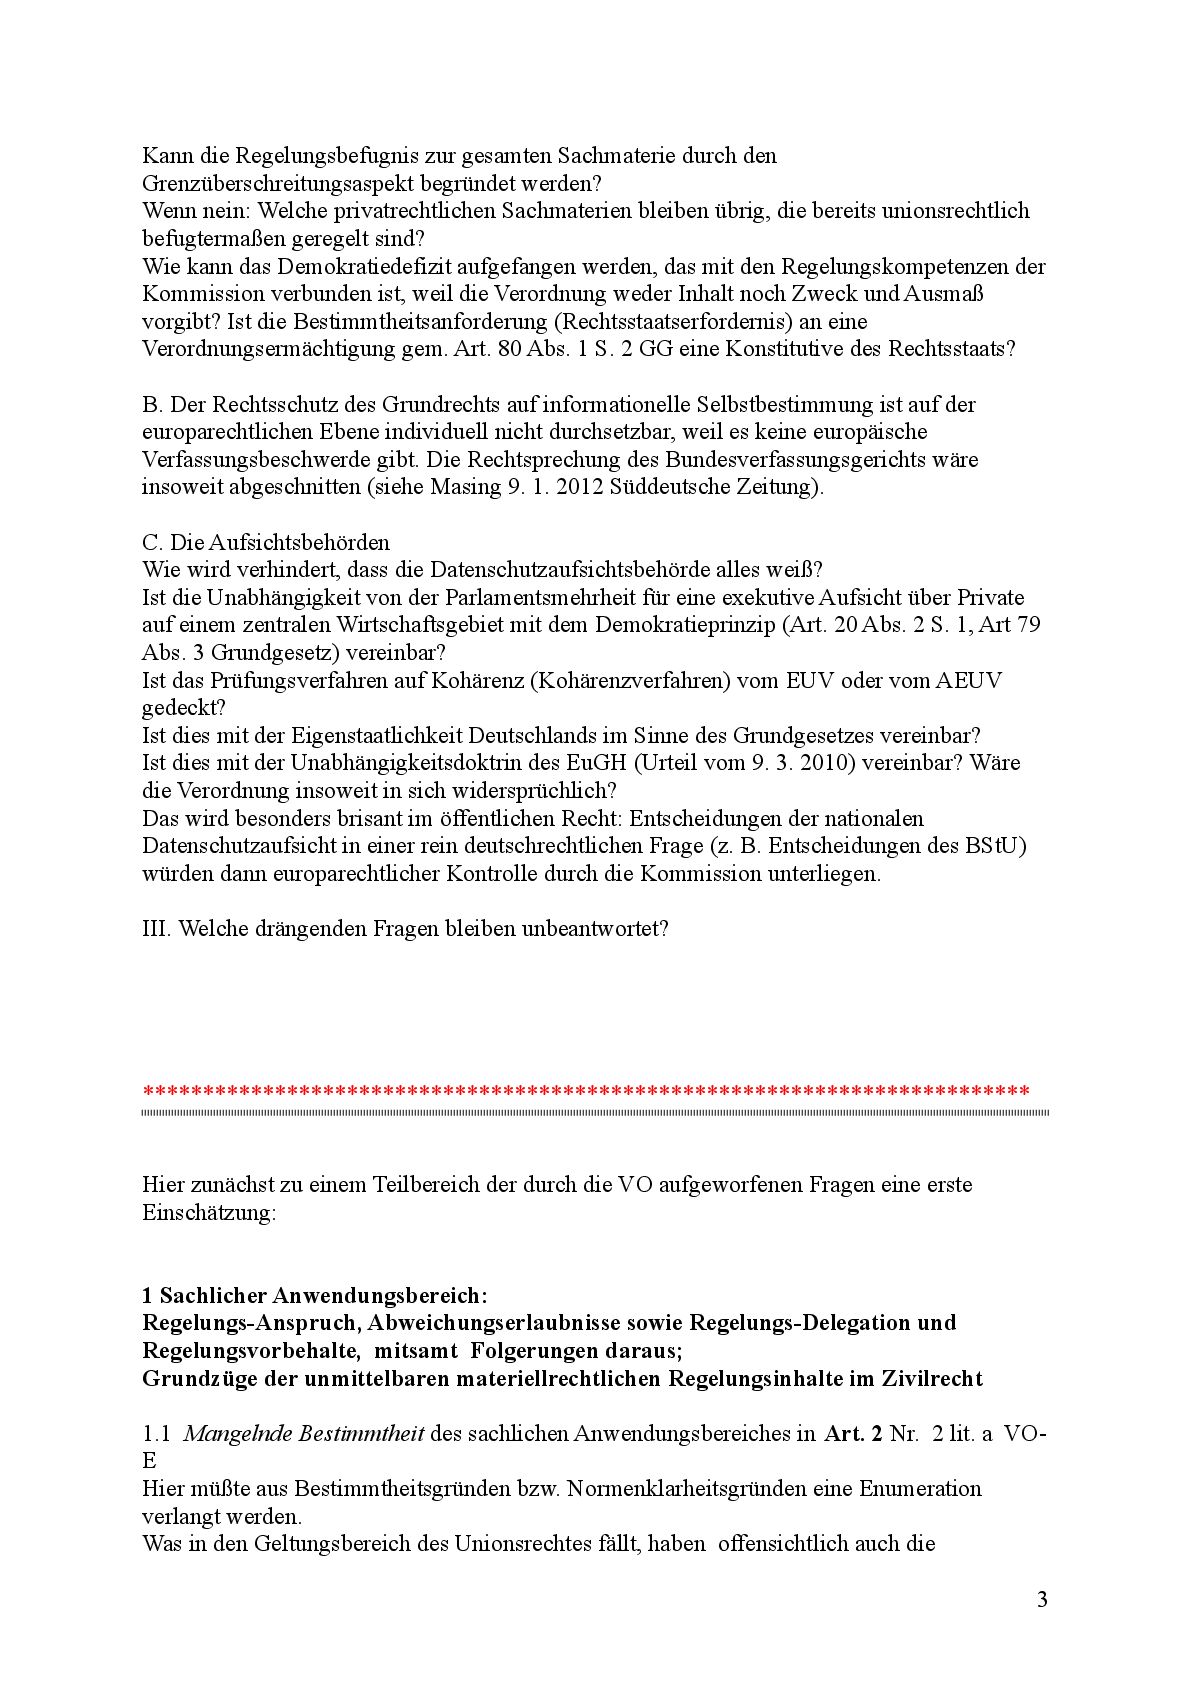 Kann die Regelungsbefugnis zur gesamten Sachmaterie durch den
Grenzüberschreitungsaspekt begründet werden?
Wenn nein: Welche privatrechtlichen Sachmaterien bleiben übrig, die bereits unionsrechtlich
befugtermaßen geregelt sind?
Wie kann das Demokratiedefizit aufgefangen werden, das mit den Regelungskompetenzen der
Kommission verbunden ist, weil die Verordnung weder Inhalt noch Zweck und Ausmaß
vorgibt? Ist die Bestimmtheitsanforderung (Rechtsstaatserfordernis) an eine
Verordnungsermächtigung gem. Art. 80 Abs. 1 S. 2 GG eine Konstitutive des Rechtsstaats?
B. Der Rechtsschutz des Grundrechts auf informationelle Selbstbestimmung ist auf der
europarechtlichen Ebene individuell nicht durchsetzbar, weil es keine europäische
Verfassungsbeschwerde gibt. Die Rechtsprechung des Bundesverfassungsgerichts wäre
insoweit abgeschnitten (siehe Masing 9. 1. 2012 Süddeutsche Zeitung).
C. Die Aufsichtsbehörden
Wie wird verhindert, dass die Datenschutzaufsichtsbehörde alles weiß?
Ist die Unabhängigkeit von der Parlamentsmehrheit für eine exekutive Aufsicht über Private
auf einem zentralen Wirtschaftsgebiet mit dem Demokratieprinzip (Art. 20 Abs. 2 S. 1, Art 79
Abs. 3 Grundgesetz) vereinbar?
Ist das Prüfungsverfahren auf Kohärenz (Kohärenzverfahren) vom EUV oder vom AEUV
gedeckt?
Ist dies mit der Eigenstaatlichkeit Deutschlands im Sinne des Grundgesetzes vereinbar?
Ist dies mit der Unabhängigkeitsdoktrin des EuGH (Urteil vom 9. 3. 2010) vereinbar? Wäre
die Verordnung insoweit in sich widersprüchlich?
Das wird besonders brisant im öffentlichen Recht: Entscheidungen der nationalen
Datenschutzaufsicht in einer rein deutschrechtlichen Frage (z. B. Entscheidungen des BStU)
würden dann europarechtlicher Kontrolle durch die Kommission unterliegen.
III. Welche drängenden Fragen bleiben unbeantwortet?
**************************************************************************
Hier zunächst zu einem Teilbereich der durch die VO aufgeworfenen Fragen eine erste
Einschätzung:
1 Sachlicher Anwendungsbereich:
Regelungs-Anspruch, Abweichungserlaubnisse sowie Regelungs-Delegation und
Regelungsvorbehalte, mitsamt Folgerungen daraus;
Grundzüge der unmittelbaren materiellrechtlichen Regelungsinhalte im Zivilrecht
1.1 Mangelnde Bestimmtheit des sachlichen Anwendungsbereiches in Art. 2 Nr. 2 lit. a VO-
E
Hier müßte aus Bestimmtheitsgründen bzw. Normenklarheitsgründen eine Enumeration
verlangt werden.
Was in den Geltungsbereich des Unionsrechtes fällt, haben offensichtlich auch die
3